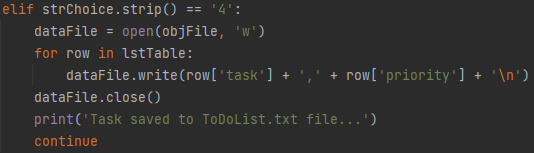 elif strChoice.strip() == '4':
    dataFile = open(objFile, 'w')
    for row in lstTable:
        dataFile.write(row['task'] + ',' + row['priority'] + '\n')
    dataFile.close()
    print('Task saved to ToDoList.txt file...')
    continue